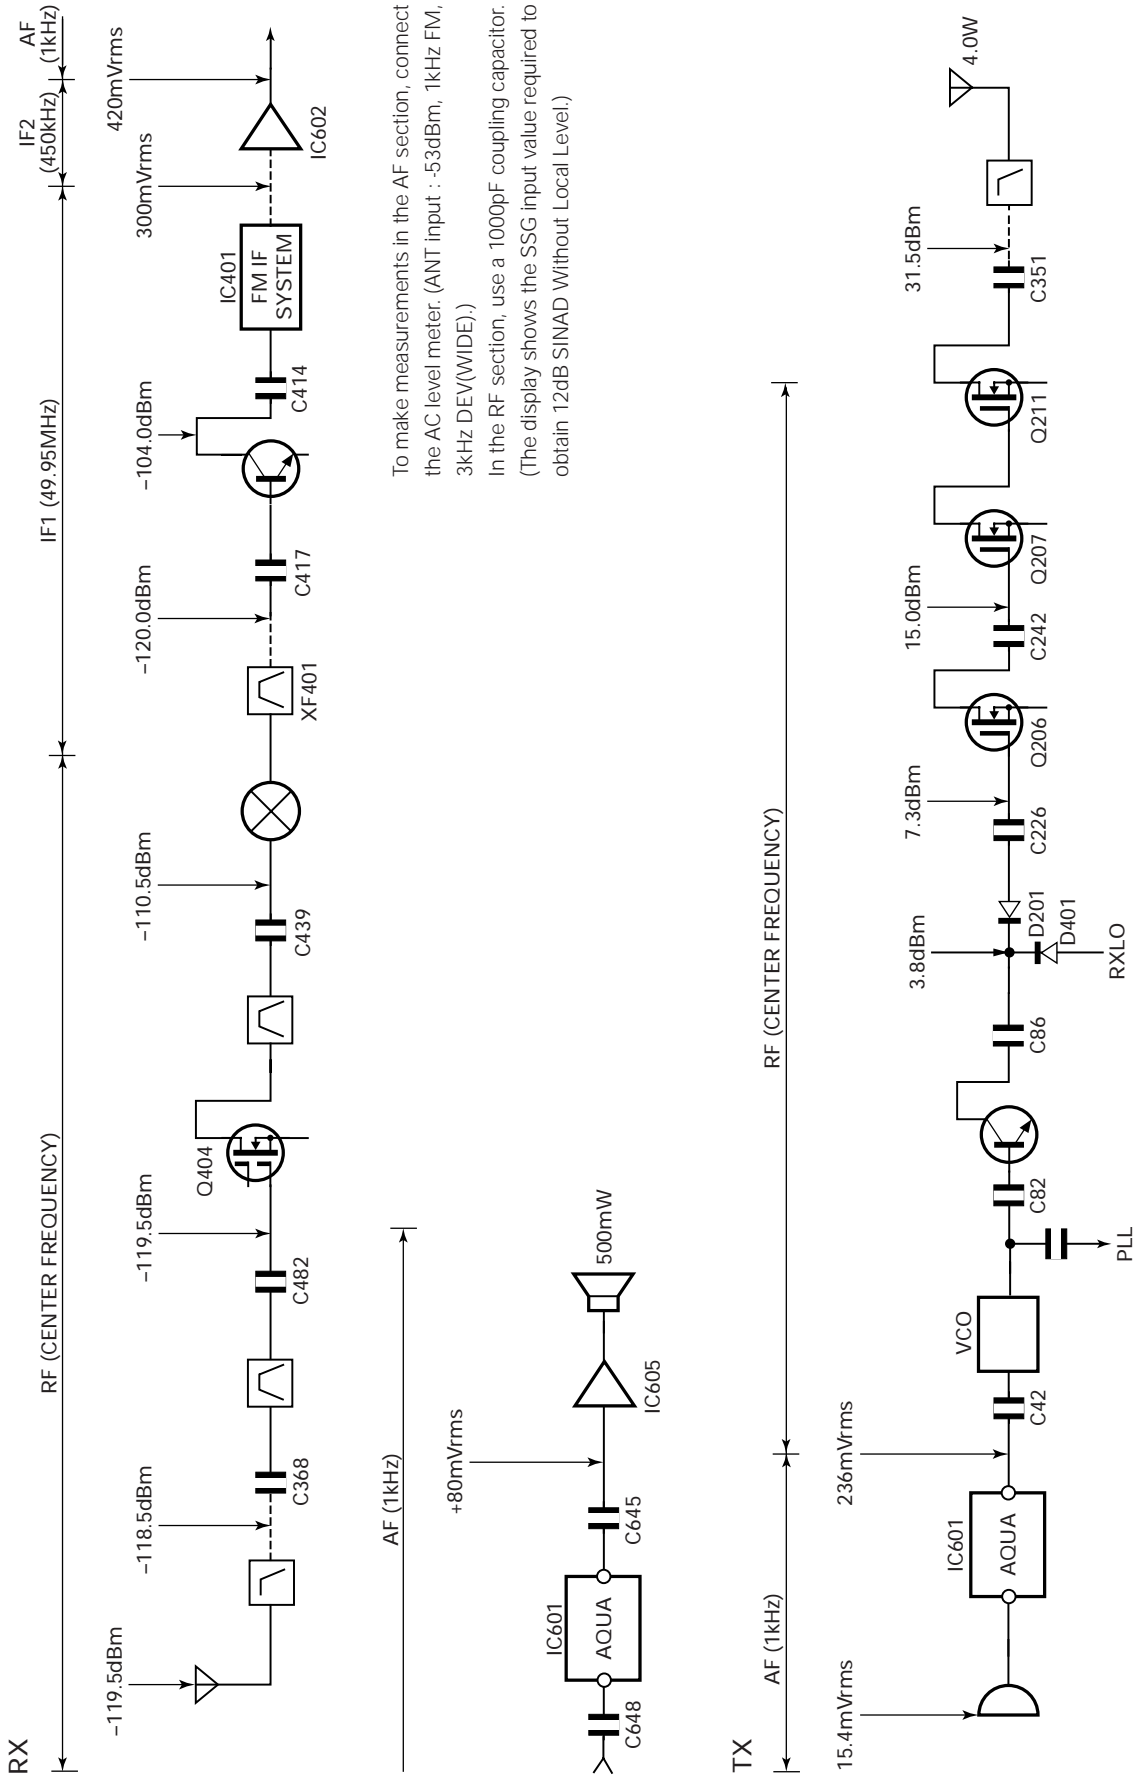 RX
RF (CENTER FREQUENCY)
IF1 (49.95MHz)
IF2
(450kHz)
AF
(1kHz)
−119.5dBm
−118.5dBm
−119.5dBm
−110.5dBm
−120.0dBm
−104.0dBm
300mVrms
420mVrms
C368
C482
Q404
C439
XF401
C417
C414
IC401
FM IF
SYSTEM
IC602
AF (1kHz)
+80mVrms
C648
IC601
AQUA
C645
IC605
500mW
To make measurements in the AF section, connect
the AC level meter. (ANT input : -53dBm, 1kHz FM,
3kHz DEV(WIDE).)
In the RF section, use a 1000pF coupling capacitor.
(The display shows the SSG input value required to
obtain 12dB SINAD Without Local Level.)
TX
AF (1kHz)
RF (CENTER FREQUENCY)
15.4mVrms
236mVrms
3.8dBm
7.3dBm
15.0dBm
31.5dBm
4.0W
IC601
AQUA
C42
VCO
PLL
C82
C86
D201
D401
RXLO
C226
Q206
C242
Q207
Q211
C351